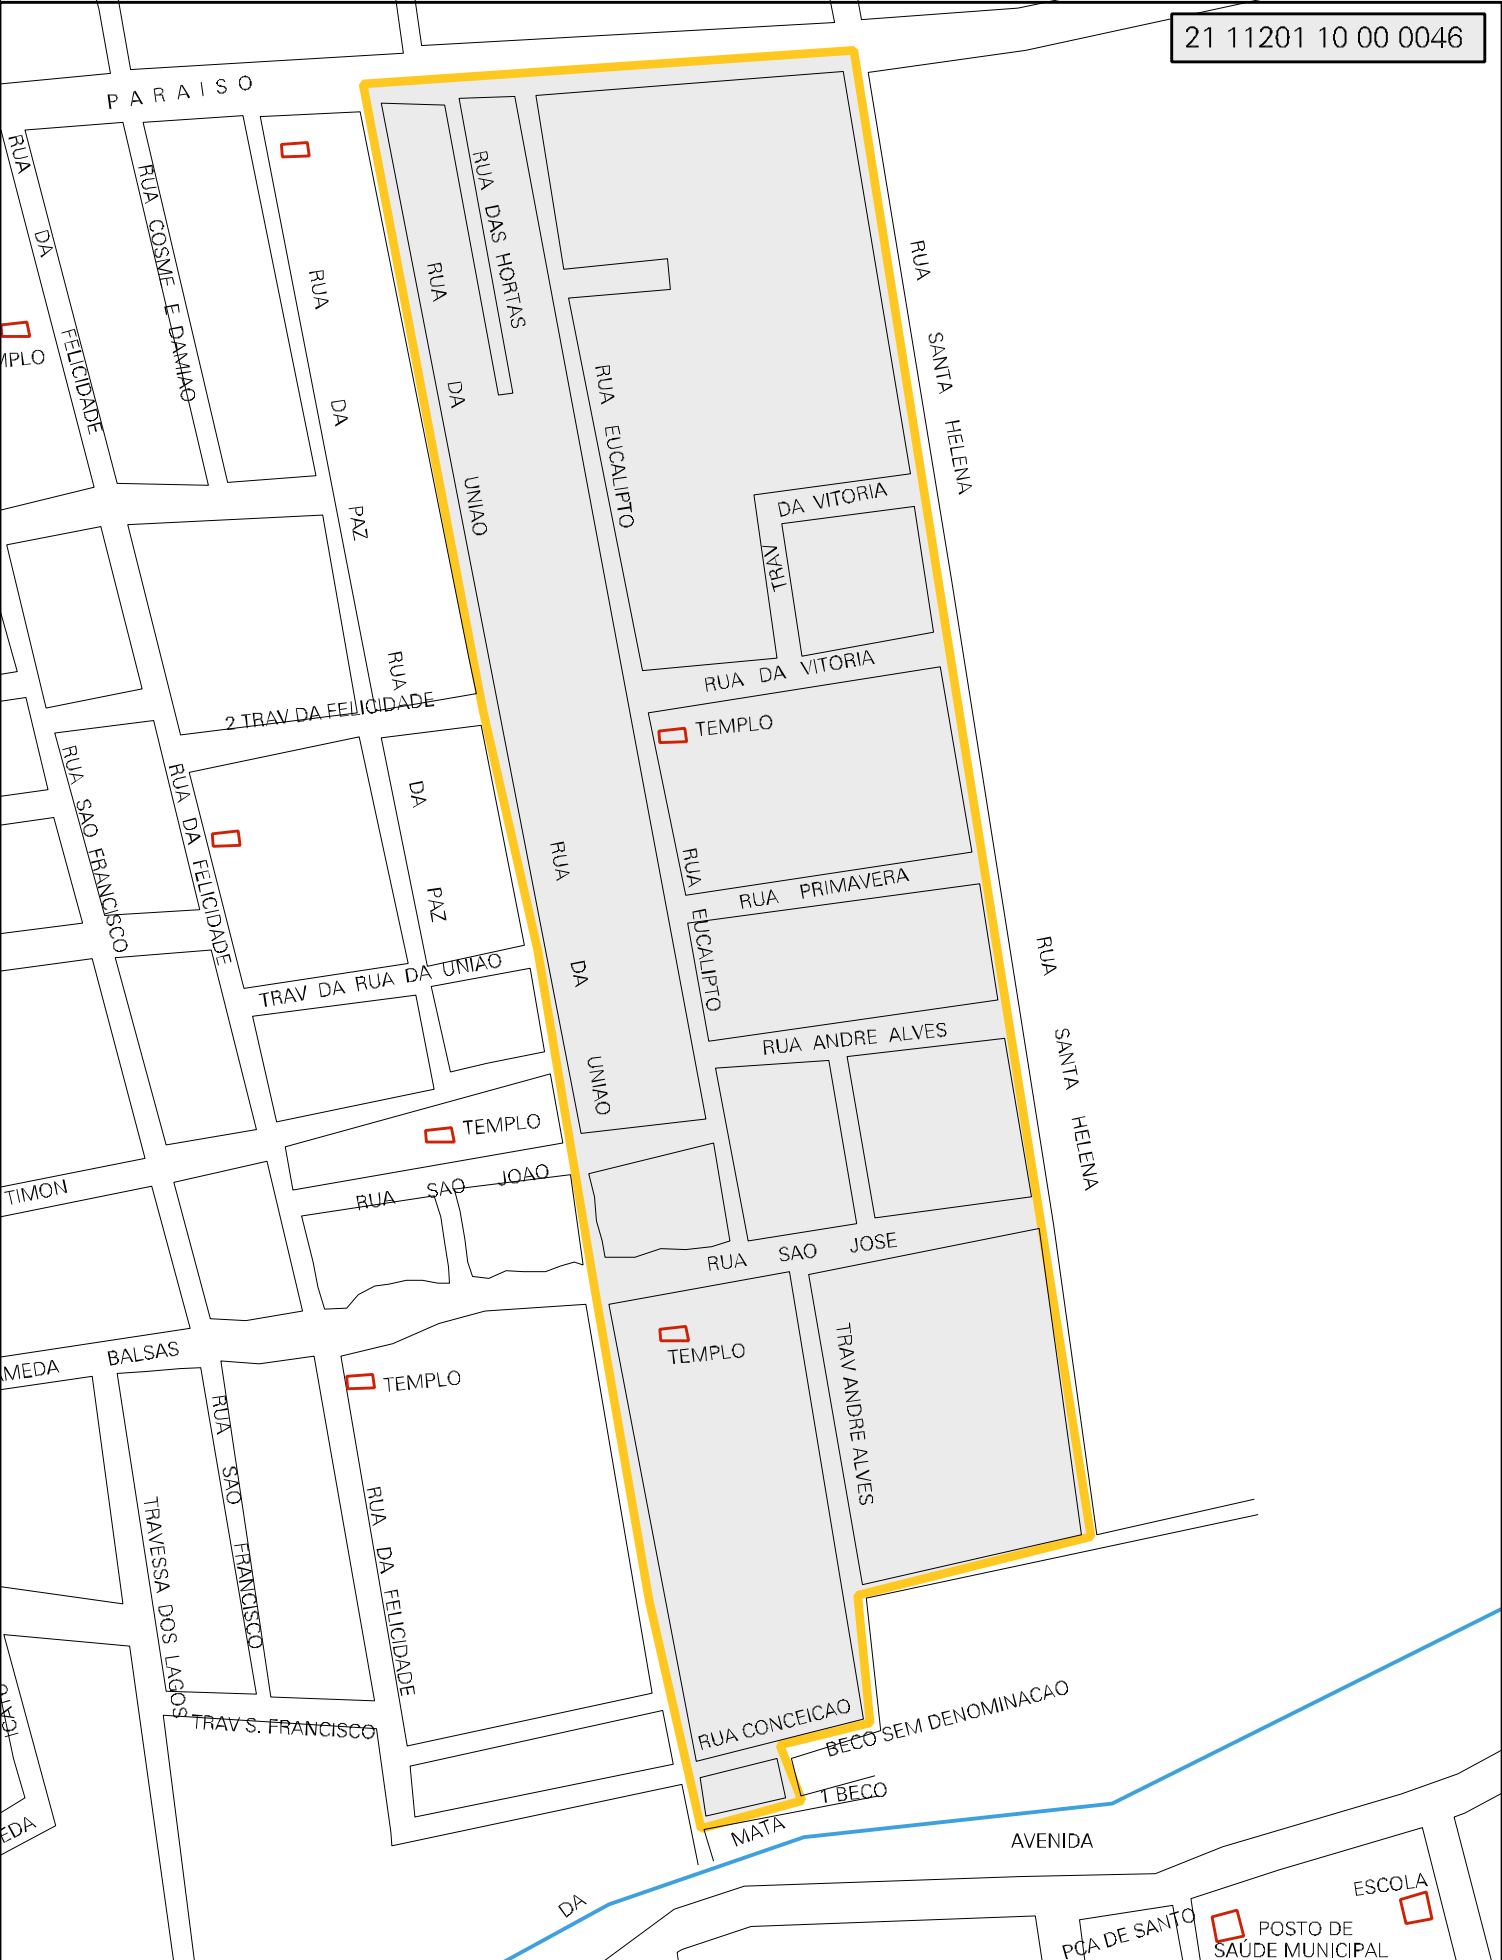 21 11201 10 00 0046
PARAISO
RUA DA FELICIDADE
RUA COSME E DAMIAO
RUA DA PAZ
RUA DA UNIAO
RUA DAS HORTAS
RUA EUCALIPTO
RUA SANTA HELENA
MPLO
TRAV DA VITORIA
RUA DA VITORIA
TEMPLO
2 TRAV DA FELICIDADE
RUA DA PAZ
RUA SAO FRANCISCO
RUA DA FELICIDADE
RUA DA UNIAO
RUA EUCALIPTO
RUA PRIMAVERA
RUA SANTA HELENA
TRAV DA RUA DA UNIAO
RUA ANDRE ALVES
TEMPLO
RUA SAO JOAO
TIMON
RUA SAO JOSE
TEMPLO
TRAV ANDRE ALVES
AMEDA BALSAS
TEMPLO
RUA SAO FRANCISCO
RUA DA FELICIDADE
TRAVESSA DOS LAGOS
TRAV S. FRANCISCO
RUA CONCEICAO
BECO SEM DENOMINACAO
1 BECO
MATA
DA
AVENIDA
EDA
ESCOLA
PCA DE SANTO
POSTO DE
SAÚDE MUNICIPAL